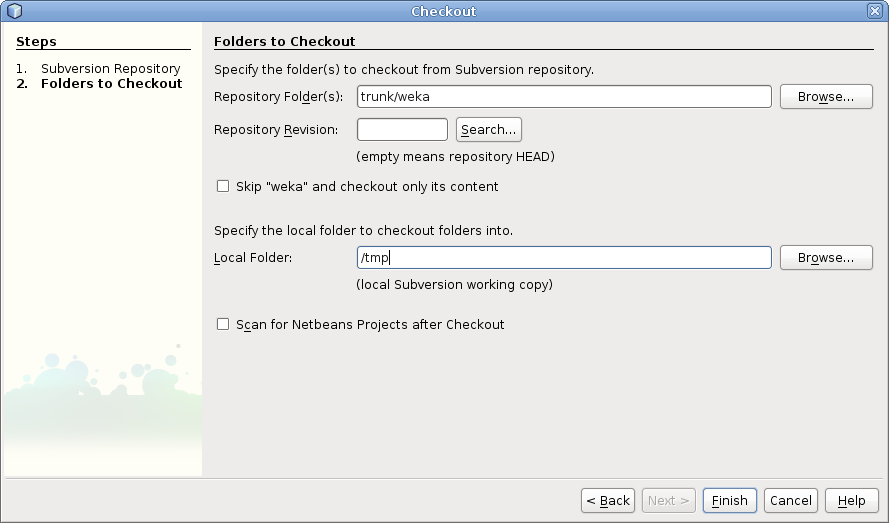 Checkout
Steps
1. Subversion Repository
2. Folders to Checkout
Folders to Checkout
Specify the folder(s) to checkout from Subversion repository.
Repository Folder(s): trunk/weka Browse...
Repository Revision: Search...
(empty means repository HEAD)
Skip "weka" and checkout only its content
Specify the local folder to checkout folders into.
Local Folder: /tmp Browse...
(local Subversion working copy)
Scan for Netbeans Projects after Checkout
< Back Next > Finish Cancel Help